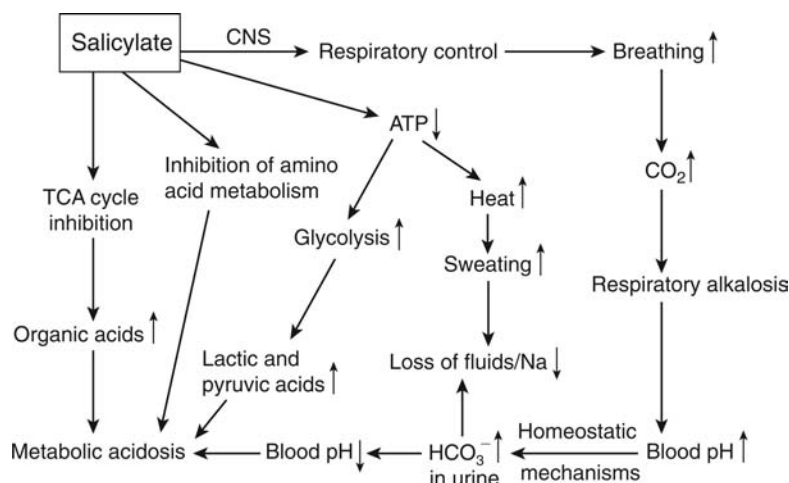 Salicylate
CNS
Respiratory control
Breathing ↑
ATP ↓
Inhibition of amino
acid metabolism
CO₂ ↑
TCA cycle
inhibition
Heat ↑
Glycolysis ↑
Sweating ↑
Respiratory alkalosis
Organic acids ↑
Lactic and
pyruvic acids ↑
Loss of fluids/Na ↓
Metabolic acidosis
Blood pH ↓
HCO₃⁻ ↑
in urine
Homeostatic
mechanisms
Blood pH ↑